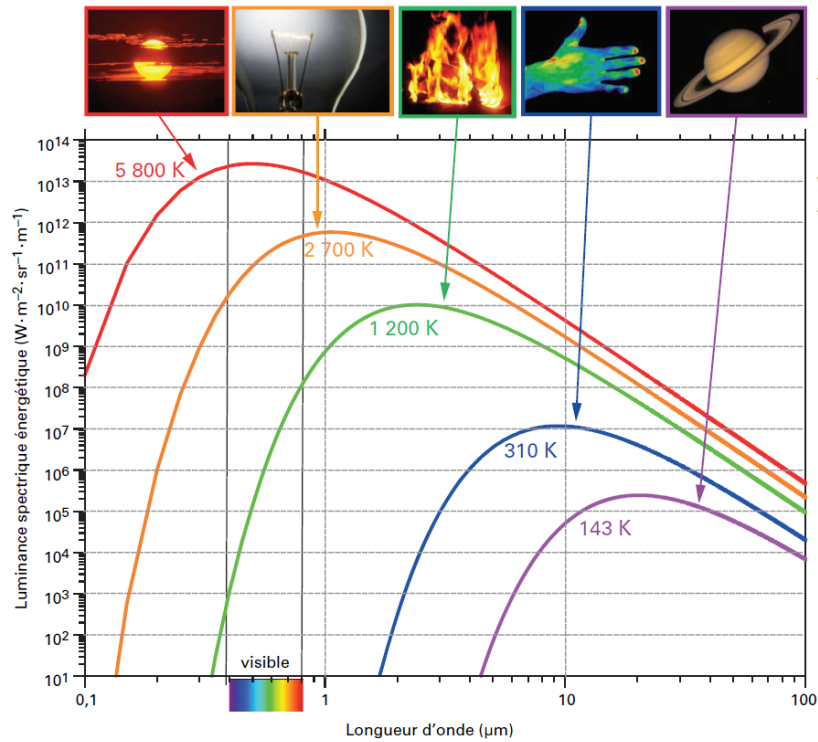 5 800 K
2 700 K
1 200 K
310 K
143 K
Luminance spectrique énergétique (W· m⁻²· sr⁻¹· m⁻¹)
10¹⁴
10¹³
10¹²
10¹¹
10¹⁰
10⁹
10⁸
10⁷
10⁶
10⁵
10⁴
10³
10²
10¹
visible
0,1
1
10
100
Longueur d’onde (µm)